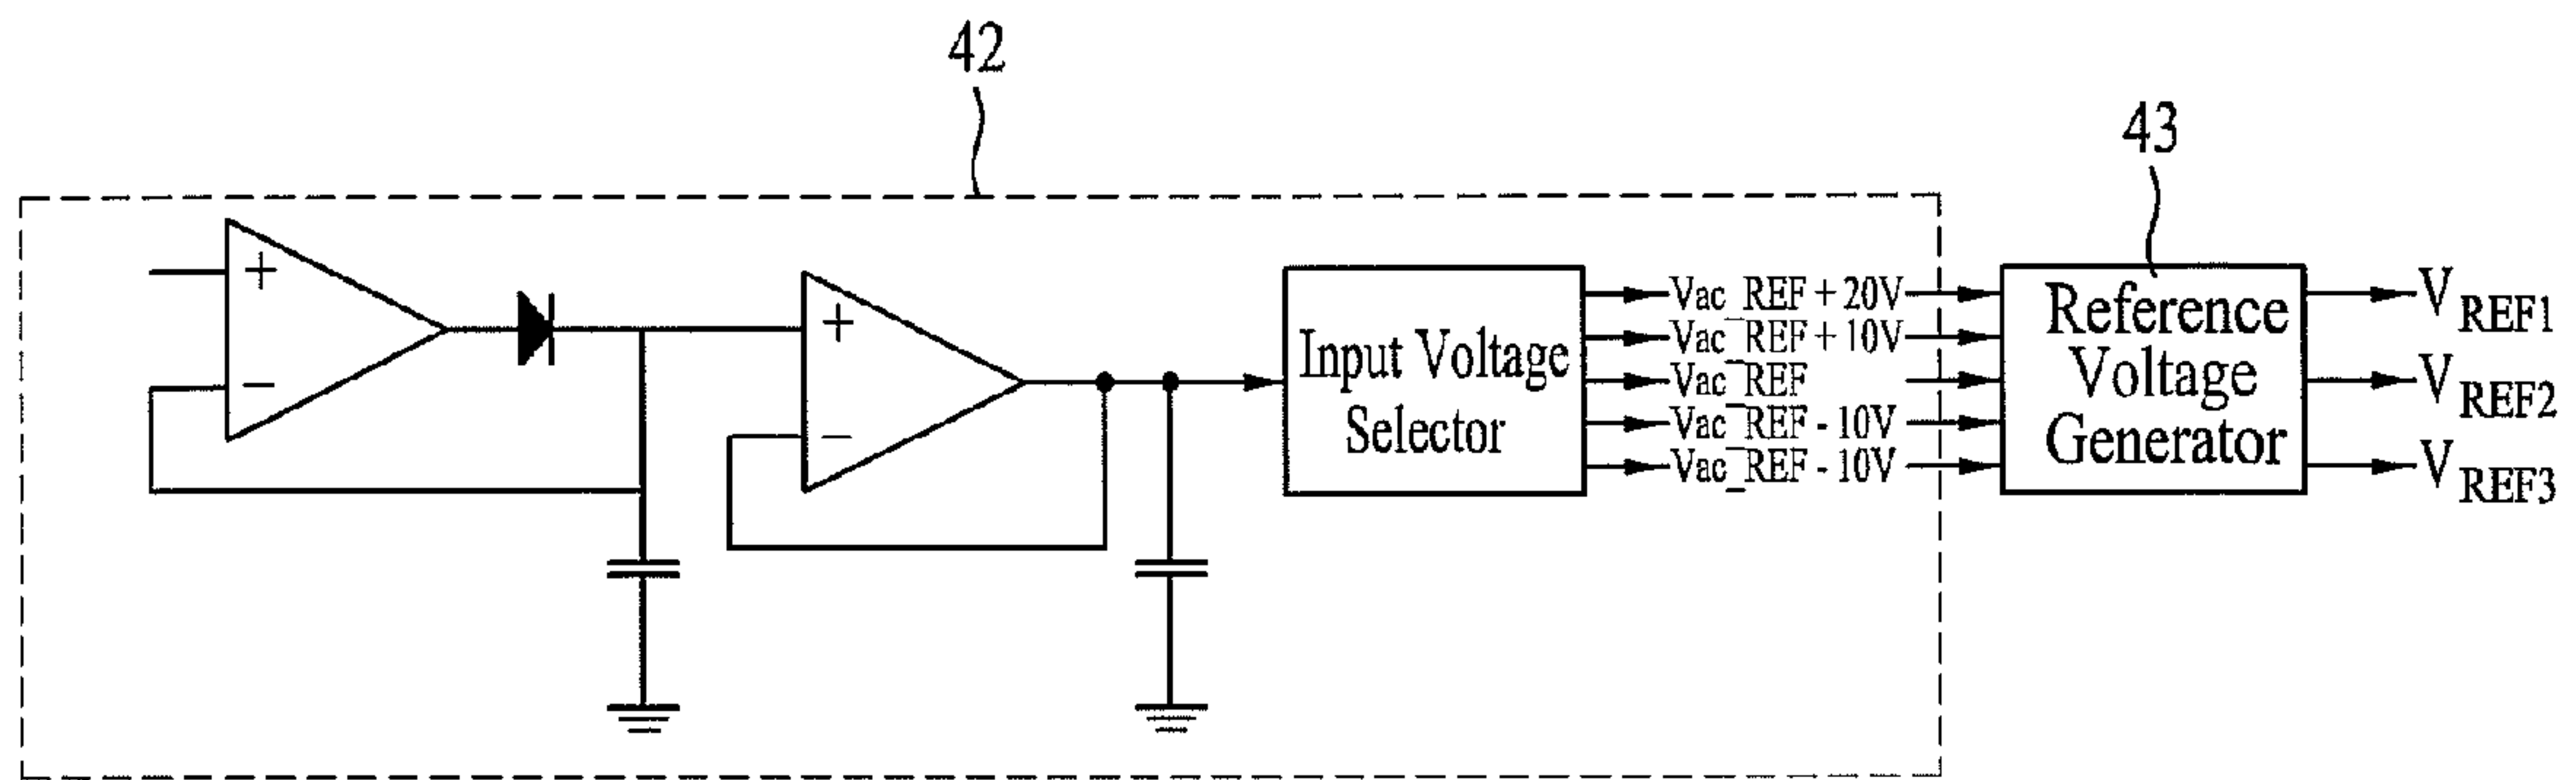 42
43
+
−
+
−
Input Voltage
Selector
Vac_REF + 20V
Vac_REF + 10V
Vac_REF
Vac_REF - 10V
Vac_REF - 10V
Reference
Voltage
Generator
VREF1
VREF2
VREF3